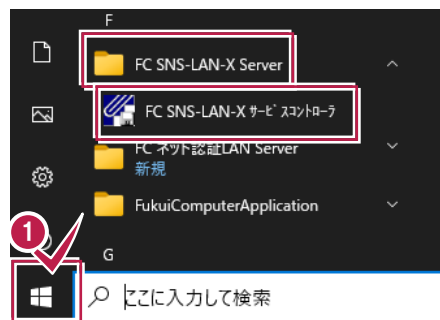 F
FC SNS-LAN-X Server
FC SNS-LAN-X ｻｰﾋﾞｽｺﾝﾄﾛｰﾗ
FC ネット認証LAN Server
新規
FukuiComputerApplication
1
G
ここに入力して検索